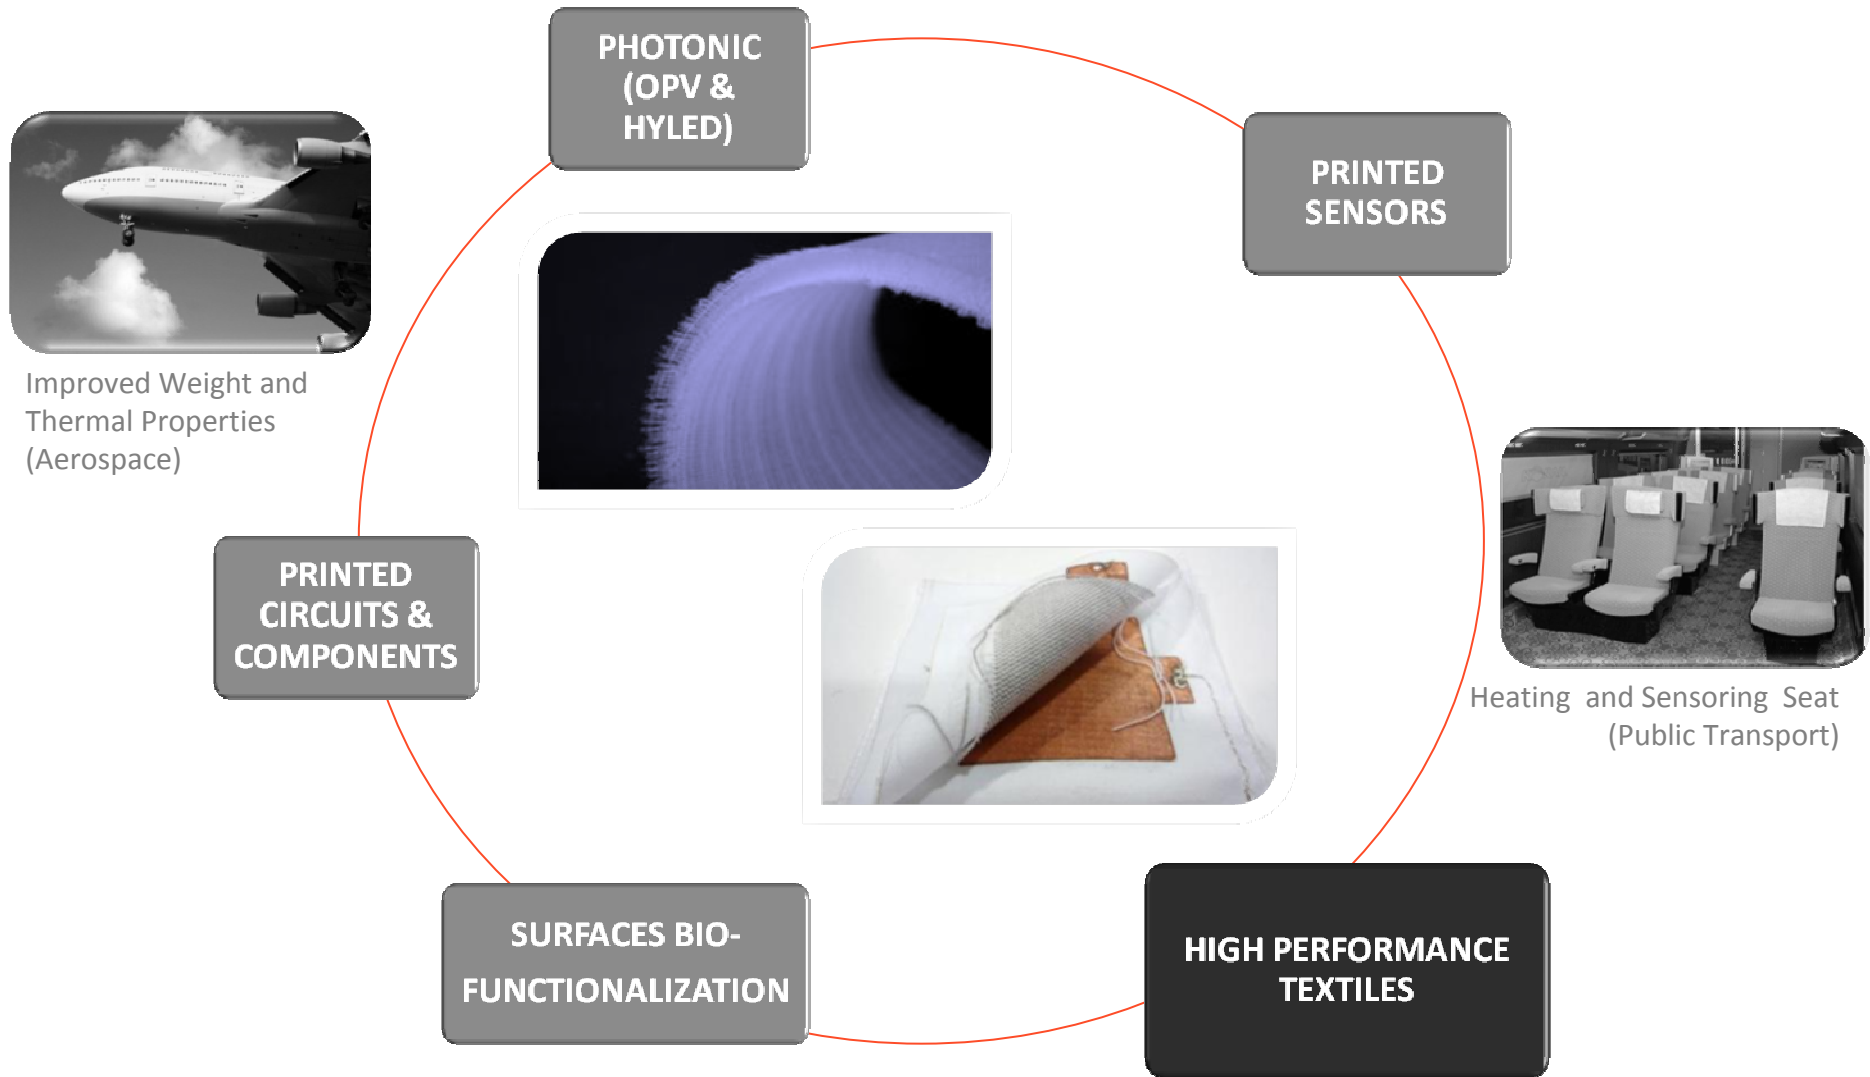 PHOTONIC
(OPV &
HYLED)
PRINTED
SENSORS
Improved Weight and
Thermal Properties
(Aerospace)
PRINTED
CIRCUITS &
COMPONENTS
Heating  and Sensoring  Seat
(Public Transport)
SURFACES BIO-
FUNCTIONALIZATION
HIGH PERFORMANCE
TEXTILES